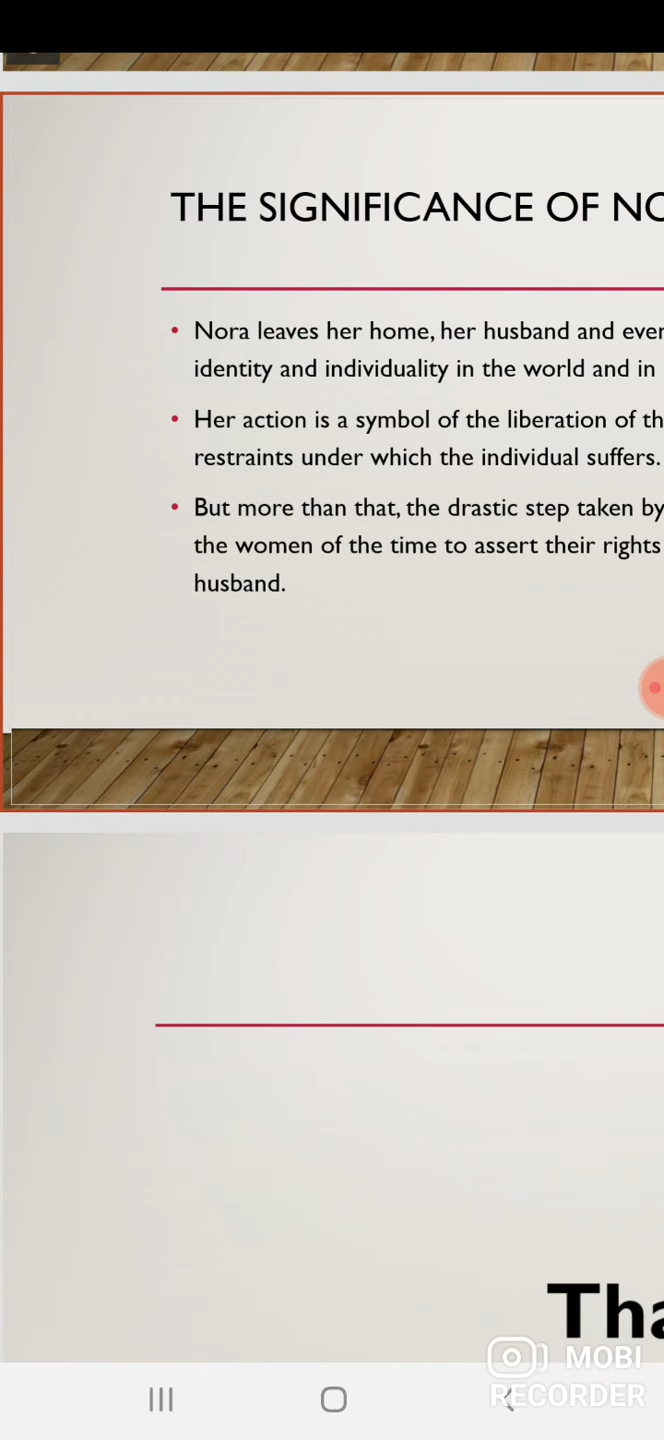 THE SIGNIFICANCE OF NO
Nora leaves her home, her husband and even
identity and individuality in the world and in
Her action is a symbol of the liberation of th
restraints under which the individual suffers.
But more than that, the drastic step taken by
the women of the time to assert their rights
husband.
Tha
MOBI
RECORDER